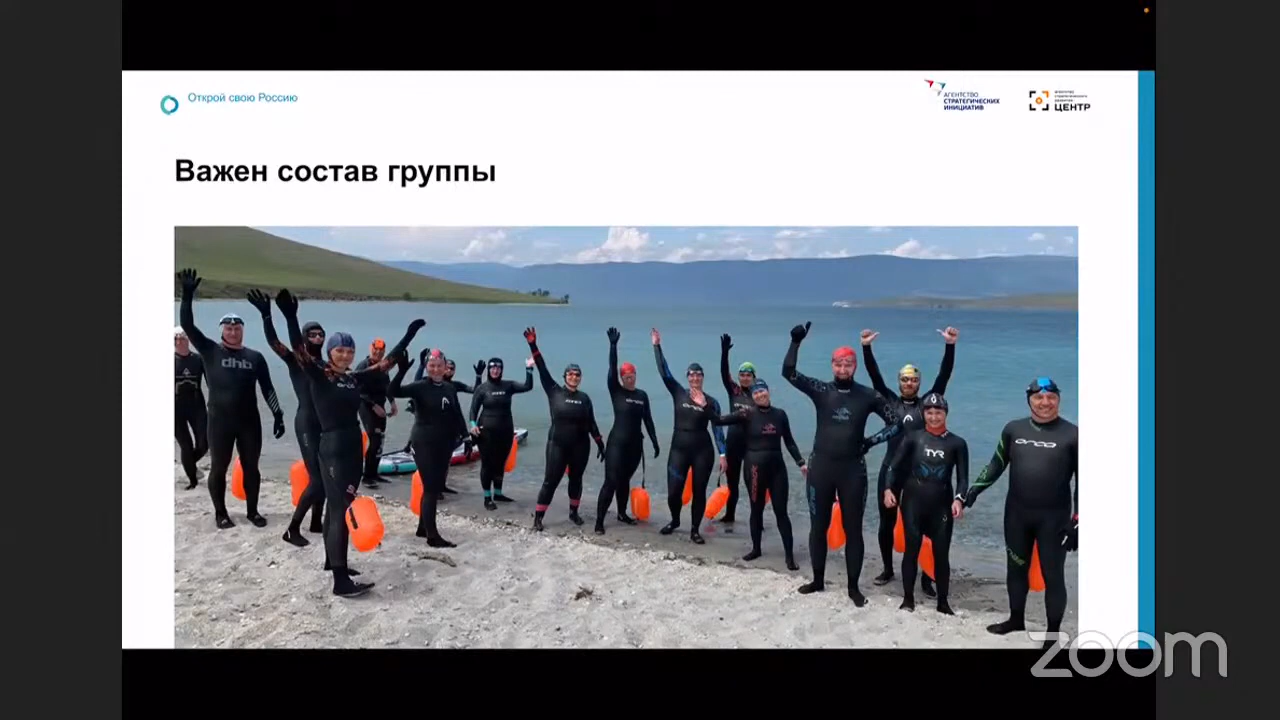 Открой свою Россию
АГЕНТСТВО
СТРАТЕГИЧЕСКИХ
ИНИЦИАТИВ
ЦЕНТР
Важен состав группы
dhb
orca
TYR
zoom